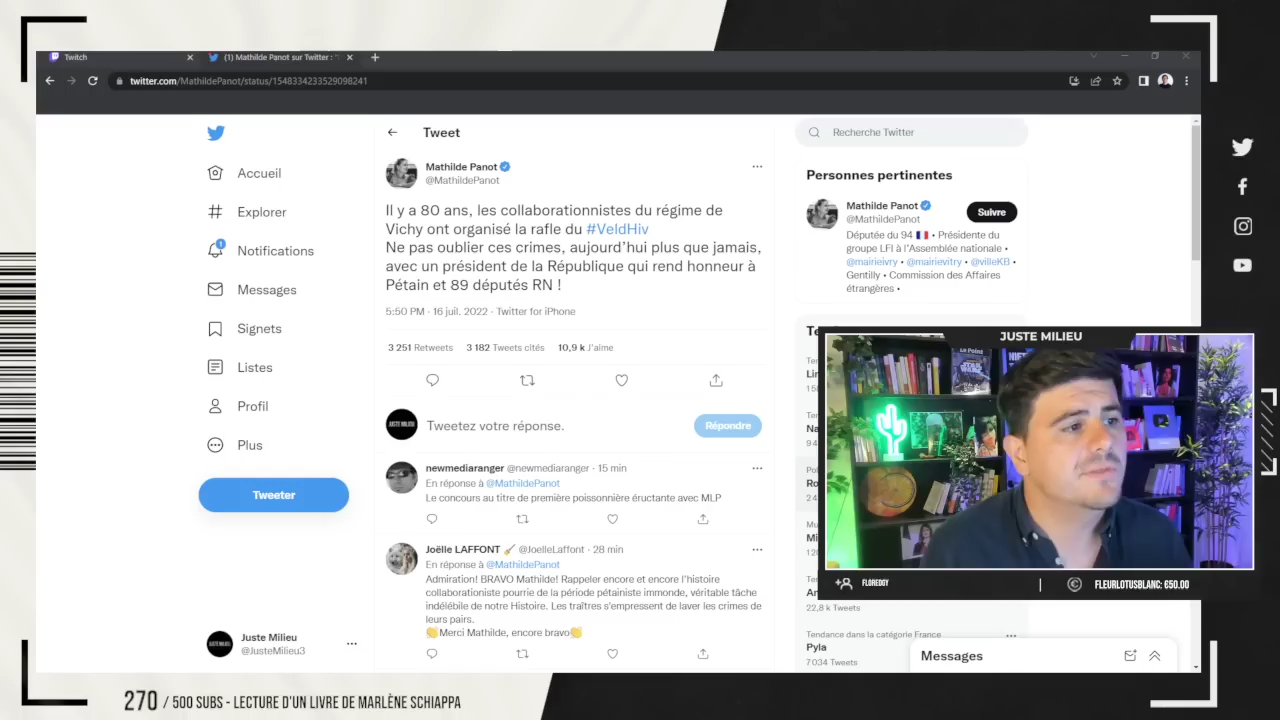 Twitch
(1) Mathilde Panot sur Twitter : "
twitter.com/MathildePanot/status/1548334233529098241
Tweet
Recherche Twitter
Accueil
Explorer
1
Notifications
Messages
Signets
Listes
Profil
Plus
Tweeter
Juste Milieu
@JusteMilieu3
Mathilde Panot
@MathildePanot
Il y a 80 ans, les collaborationnistes du régime de
Vichy ont organisé la rafle du #VeldHiv
Ne pas oublier ces crimes, aujourd'hui plus que jamais,
avec un président de la République qui rend honneur à
Pétain et 89 députés RN !
5:50 PM · 16 juil. 2022 · Twitter for iPhone
3 251 Retweets 3 182 Tweets cités 10,9 k J'aime
JUSTE MILIEU
Tweetez votre réponse.
Répondre
newmediaranger @newmediaranger · 15 min
En réponse à @MathildePanot
Le concours au titre de première poissonnière éructante avec MLP
Joëlle LAFFONT @JoelleLaffont · 28 min
En réponse à @MathildePanot
Admiration! BRAVO Mathilde! Rappeler encore et encore l'histoire
collaborationiste pourrie de la période pétainiste immonde, véritable tâche
indélébile de notre Histoire. Les traîtres s'empressent de laver les crimes de
leurs pairs.
👏Merci Mathilde, encore bravo👏
Personnes pertinentes
Mathilde Panot
@MathildePanot
Suivre
Députée du 94 🇫🇷 • Présidente du
groupe LFI à l'Assemblée nationale •
@mairieivry • @mairievitry • @villeKB •
Gentilly • Commission des Affaires
étrangères •
JUSTE MILIEU
Le Point
STAR WARS
FLOREDDY
FLEURLOTUSBLANC: €50.00
22,8 k Tweets
Tendance dans la catégorie France
Pyla
7 034 Tweets
Messages
270 / 500 SUBS - LECTURE D'UN LIVRE DE MARLÈNE SCHIAPPA